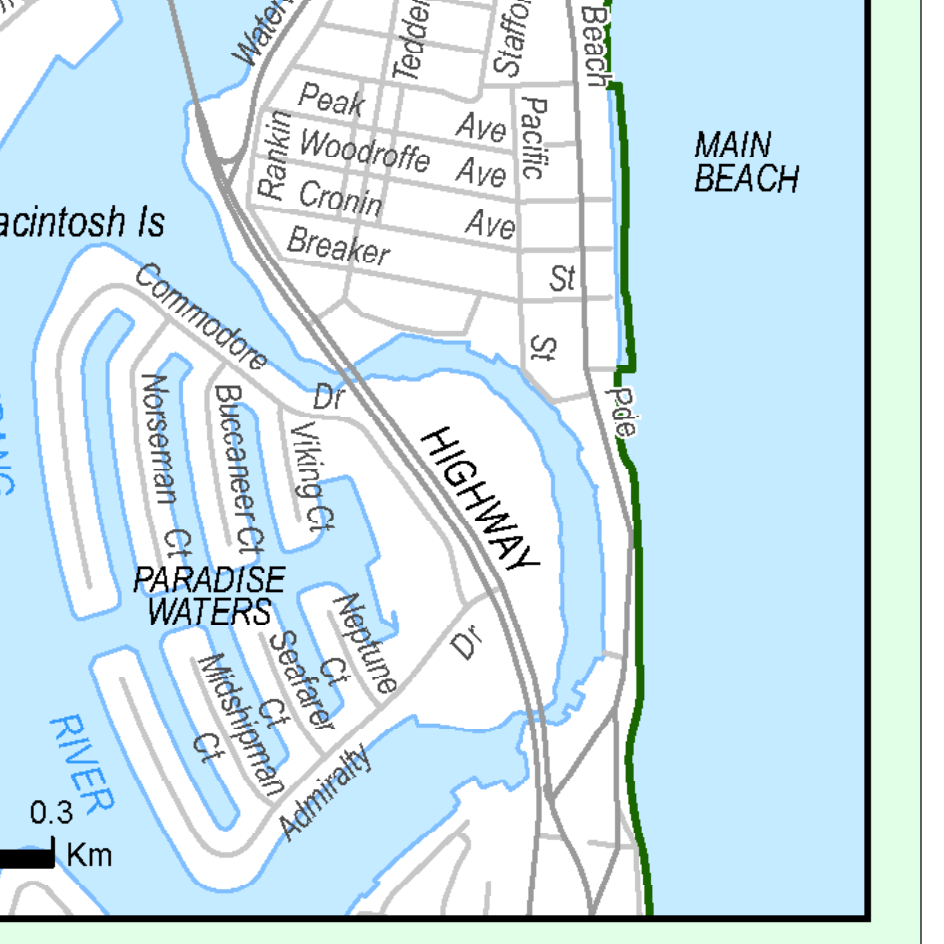 Beach
Pacific
Peak
Ave
Woodroffe
Ave
Rankin
Cronin
Ave
Breaker
St
St
MAIN
BEACH
acintosh Is
Commodore
Dr
Pde
HIGHWAY
Norseman Ct
Buccaneer Ct
Viking Ct
PARADISE
WATERS
Neptune
Ct
Seafarer
Ct
Midshipman
Ct
Dr
Admiralty
RIVER
0.3
Km